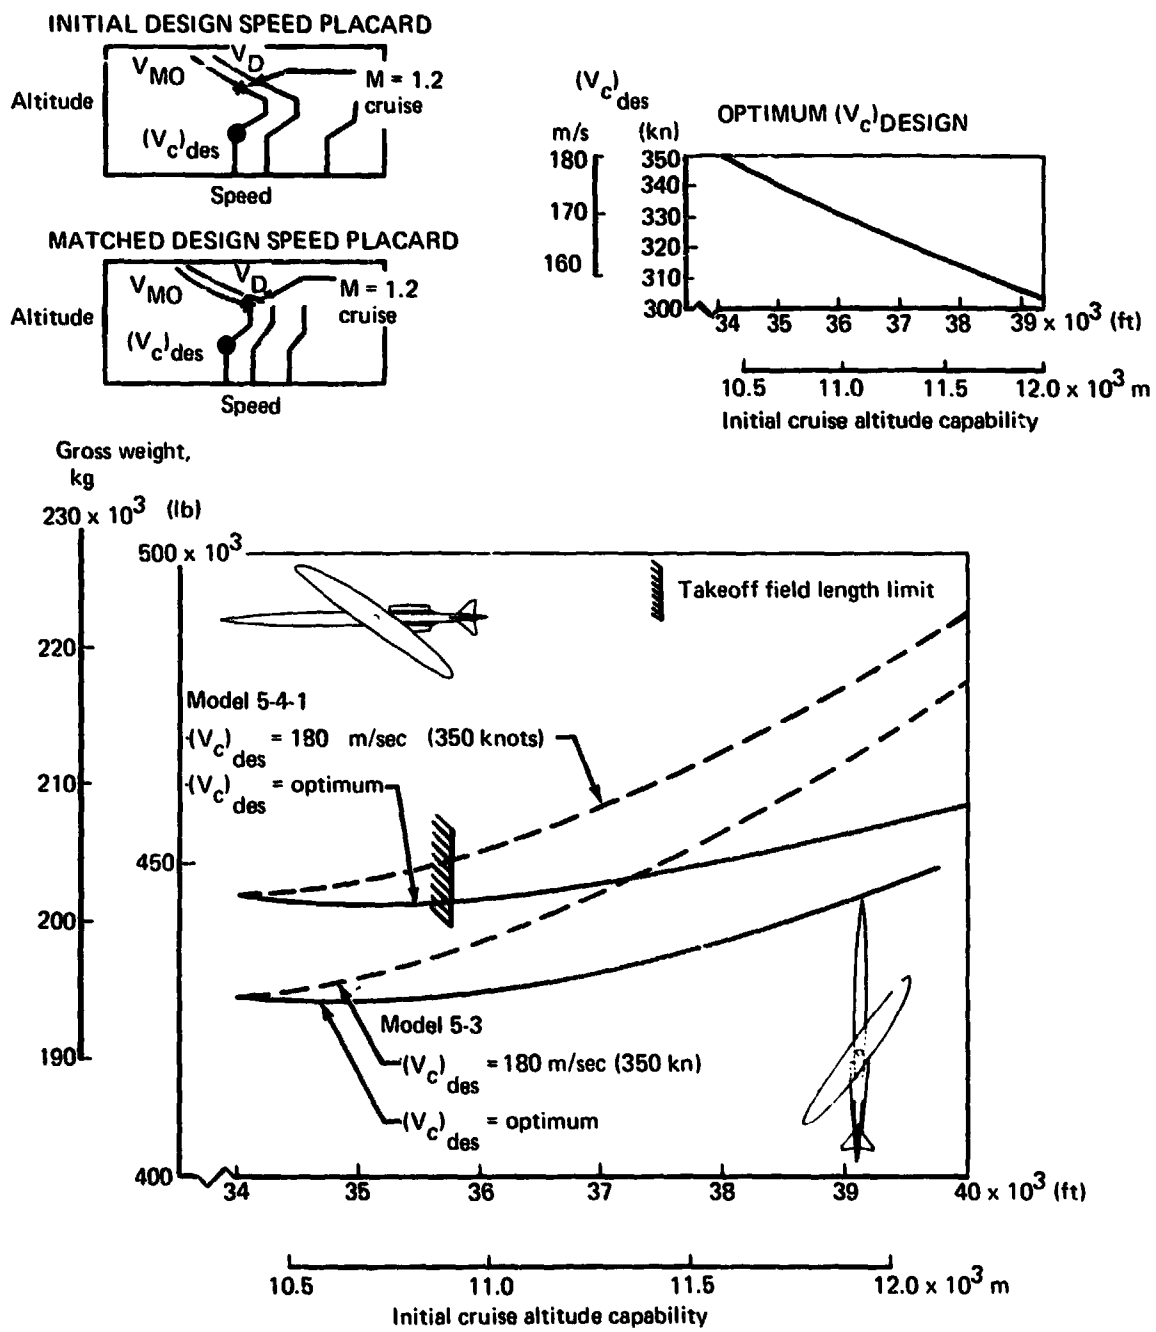 INITIAL DESIGN SPEED PLACARD
V_D
V_MO
M = 1.2
cruise
Altitude
(V_c)_des
Speed
MATCHED DESIGN SPEED PLACARD
V_D
V_MO
M = 1.2
cruise
Altitude
(V_c)_des
Speed
(V_c)_des
OPTIMUM (V_c)_DESIGN
m/s (kn)
180 350
340
170 330
320
160 310
300
34 35 36 37 38 39 x 10^3 (ft)
10.5 11.0 11.5 12.0 x 10^3 m
Initial cruise altitude capability
Gross weight,
kg
230 x 10^3 (lb)
500 x 10^3
Takeoff field length limit
220
Model 5-4-1
(V_c)_des = 180 m/sec (350 knots)
210
(V_c)_des = optimum
450
200
Model 5-3
190
(V_c)_des = 180 m/sec (350 kn)
(V_c)_des = optimum
400
34 35 36 37 38 39 40 x 10^3 (ft)
10.5 11.0 11.5 12.0 x 10^3 m
Initial cruise altitude capability